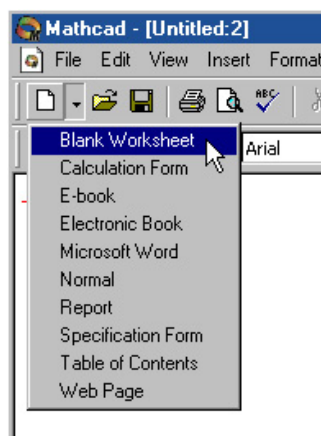 Mathcad - [Untitled:2]
File Edit View Insert Format
ABC
Blank Worksheet
Arial
Calculation Form
E-book
Electronic Book
Microsoft Word
Normal
Report
Specification Form
Table of Contents
Web Page